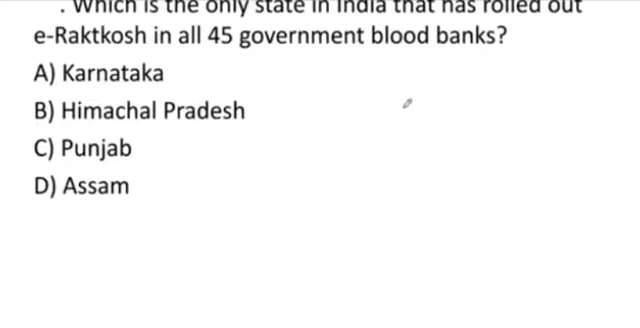 . Which is the only state in India that has rolled out
e-Raktkosh in all 45 government blood banks?
A) Karnataka
B) Himachal Pradesh
C) Punjab
D) Assam